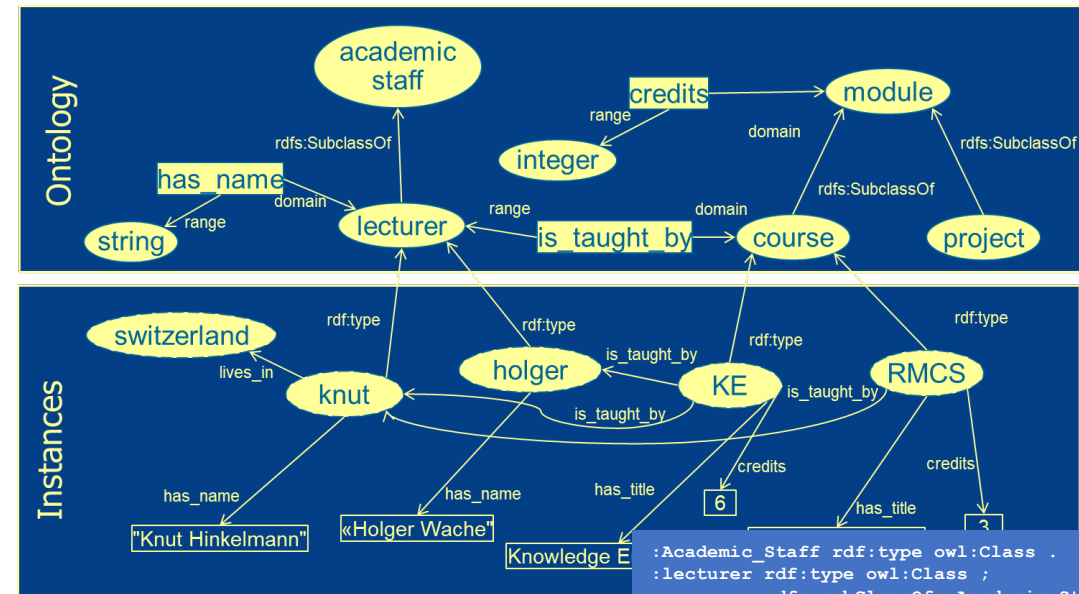 Ontology
academic
staff
credits
module
range
domain
rdfs:SubclassOf
integer
rdfs:SubclassOf
has_name
rdfs:SubclassOf
domain
range
string
lecturer
range
is_taught_by
domain
course
project
Instances
switzerland
rdf:type
rdf:type
rdf:type
rdf:type
lives_in
knut
holger
is_taught_by
KE
is_taught_by
RMCS
is_taught_by
has_name
has_name
has_title
credits
credits
6
has_title
3
"Knut Hinkelmann"
«Holger Wache"
Knowledge
:Academic_Staff rdf:type owl:Class .
:lecturer rdf:type owl:Class ;